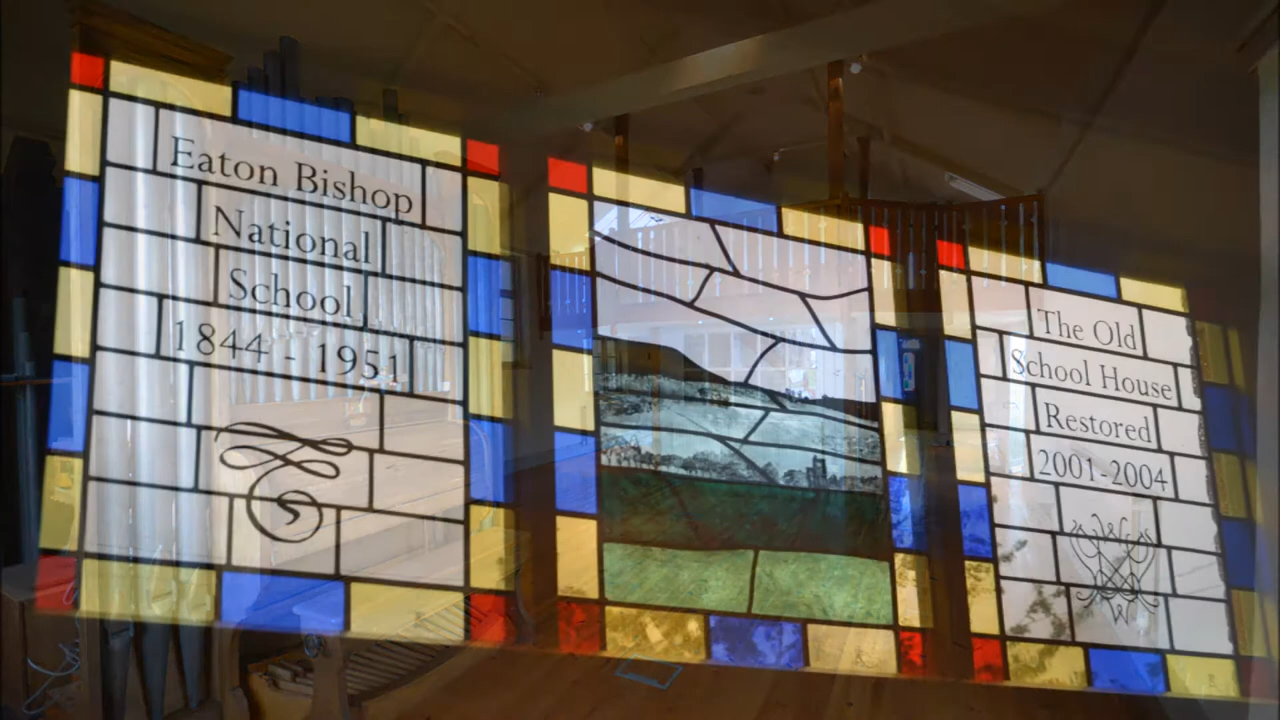 Eaton Bishop
National
School
1844 - 1951
The Old
School House
Restored
2001-2004